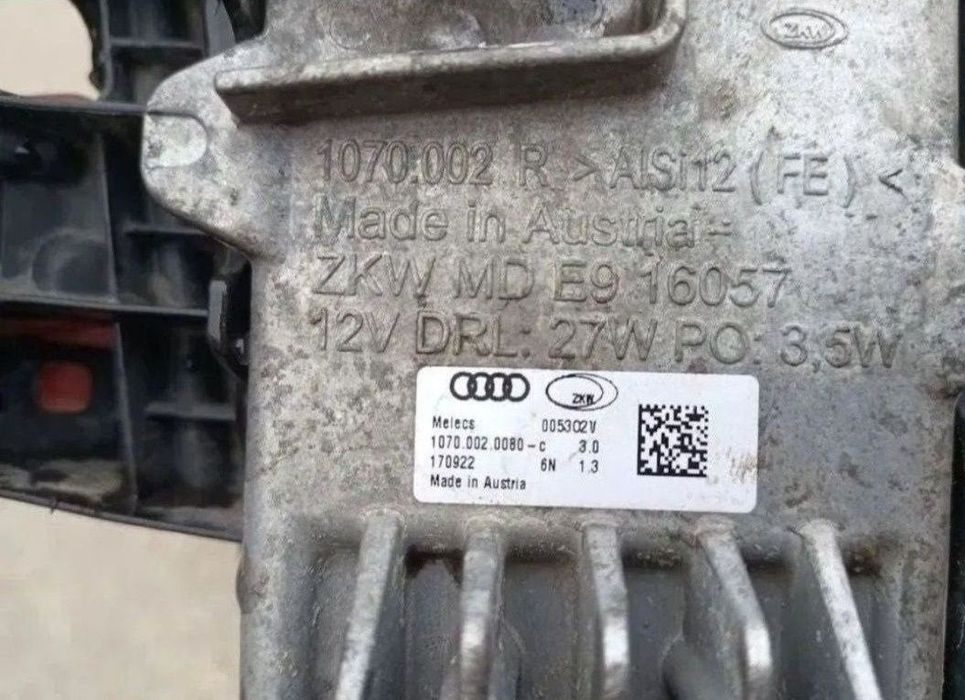 ZKW
1070.002 R >AlSi12(FE)<
Made in Austria
ZKW MD E9 16057
12V DRL: 27W PO: 3,5W
ZKW
Melecs 005302V
1070.002.0080-c 3.0
170922 6N 1.3
Made in Austria